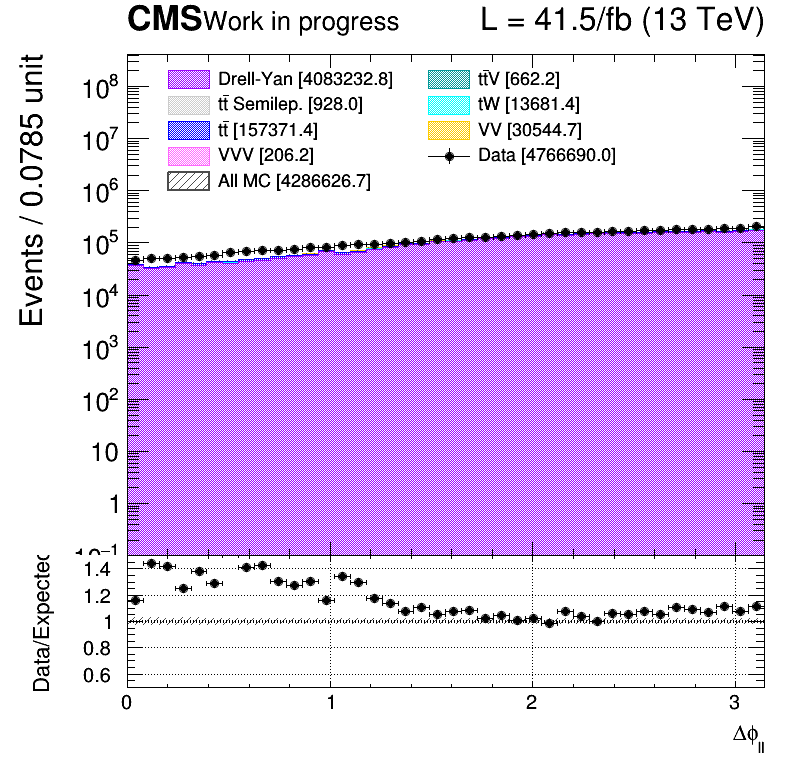 CMS Work in progress L = 41.5/fb (13 TeV)
Events / 0.0785 unit
Drell-Yan [4083232.8]
tt̄ Semilep. [928.0]
tt̄ [157371.4]
VVV [206.2]
All MC [4286626.7]
tt̄V [662.2]
tW [13681.4]
VV [30544.7]
Data [4766690.0]
10⁸
10⁷
10⁶
10⁵
10⁴
10³
10²
10
1
10⁻¹
Data/Expected
1.4
1.2
1
0.8
0.6
0 1 2 3
Δϕ_ll